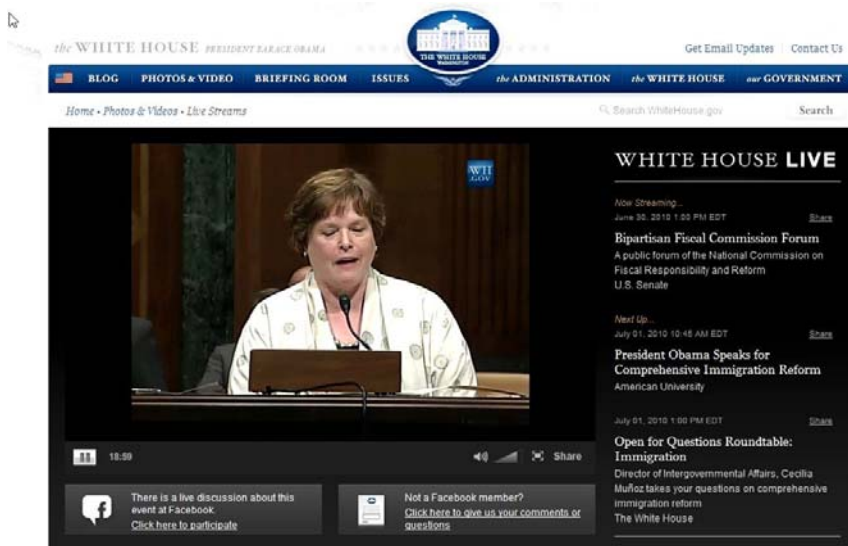 the WHITE HOUSE PRESIDENT BARACK OBAMA
THE WHITE HOUSE
WASHINGTON
Get Email Updates Contact Us
BLOG PHOTOS & VIDEO BRIEFING ROOM ISSUES the ADMINISTRATION the WHITE HOUSE our GOVERNMENT
Home • Photos & Videos • Live Streams
Search WhiteHouse.gov Search
WH
.GOV
18:59
Share
There is a live discussion about this
event at Facebook.
Click here to participate
Not a Facebook member?
Click here to give us your comments or
questions
WHITE HOUSE LIVE
Now Streaming...
June 30, 2010 1:00 PM EDT Share
Bipartisan Fiscal Commission Forum
A public forum of the National Commission on
Fiscal Responsibility and Reform
U.S. Senate
Next Up...
July 01, 2010 10:45 AM EDT Share
President Obama Speaks for
Comprehensive Immigration Reform
American University
July 01, 2010 1:00 PM EDT Share
Open for Questions Roundtable:
Immigration
Director of Intergovernmental Affairs, Cecilia
Muñoz takes your questions on comprehensive
immigration reform
The White House